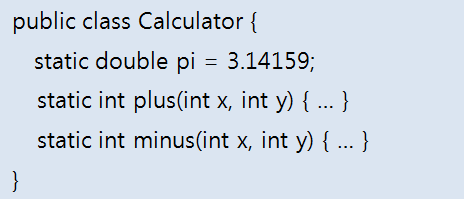 public class Calculator {
static double pi = 3.14159;
static int plus(int x, int y) { ... }
static int minus(int x, int y) { ... }
}